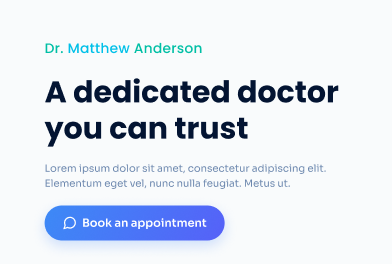 Dr. Matthew Anderson
A dedicated doctor
you can trust
Lorem ipsum dolor sit amet, consectetur adipiscing elit.
Elementum eget vel, nunc nulla feugiat. Metus ut.
Book an appointment